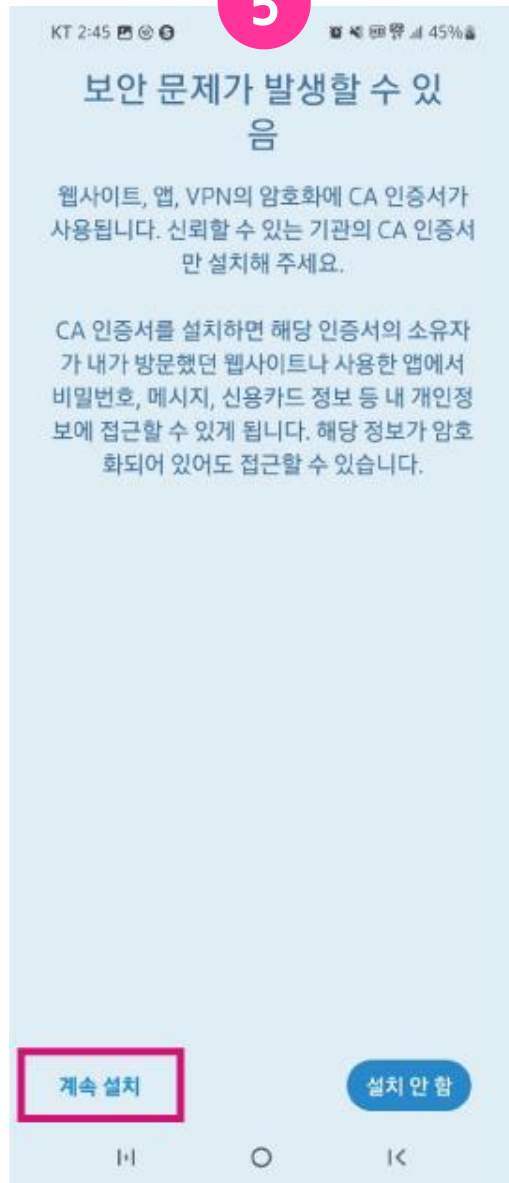 5
KT 2:45
45%
보안 문제가 발생할 수 있
음
웹사이트, 앱, VPN의 암호화에 CA 인증서가
사용됩니다. 신뢰할 수 있는 기관의 CA 인증서
만 설치해 주세요.
CA 인증서를 설치하면 해당 인증서의 소유자
가 내가 방문했던 웹사이트나 사용한 앱에서
비밀번호, 메시지, 신용카드 정보 등 내 개인정
보에 접근할 수 있게 됩니다. 해당 정보가 암호
화되어 있어도 접근할 수 있습니다.
계속 설치
설치 안 함